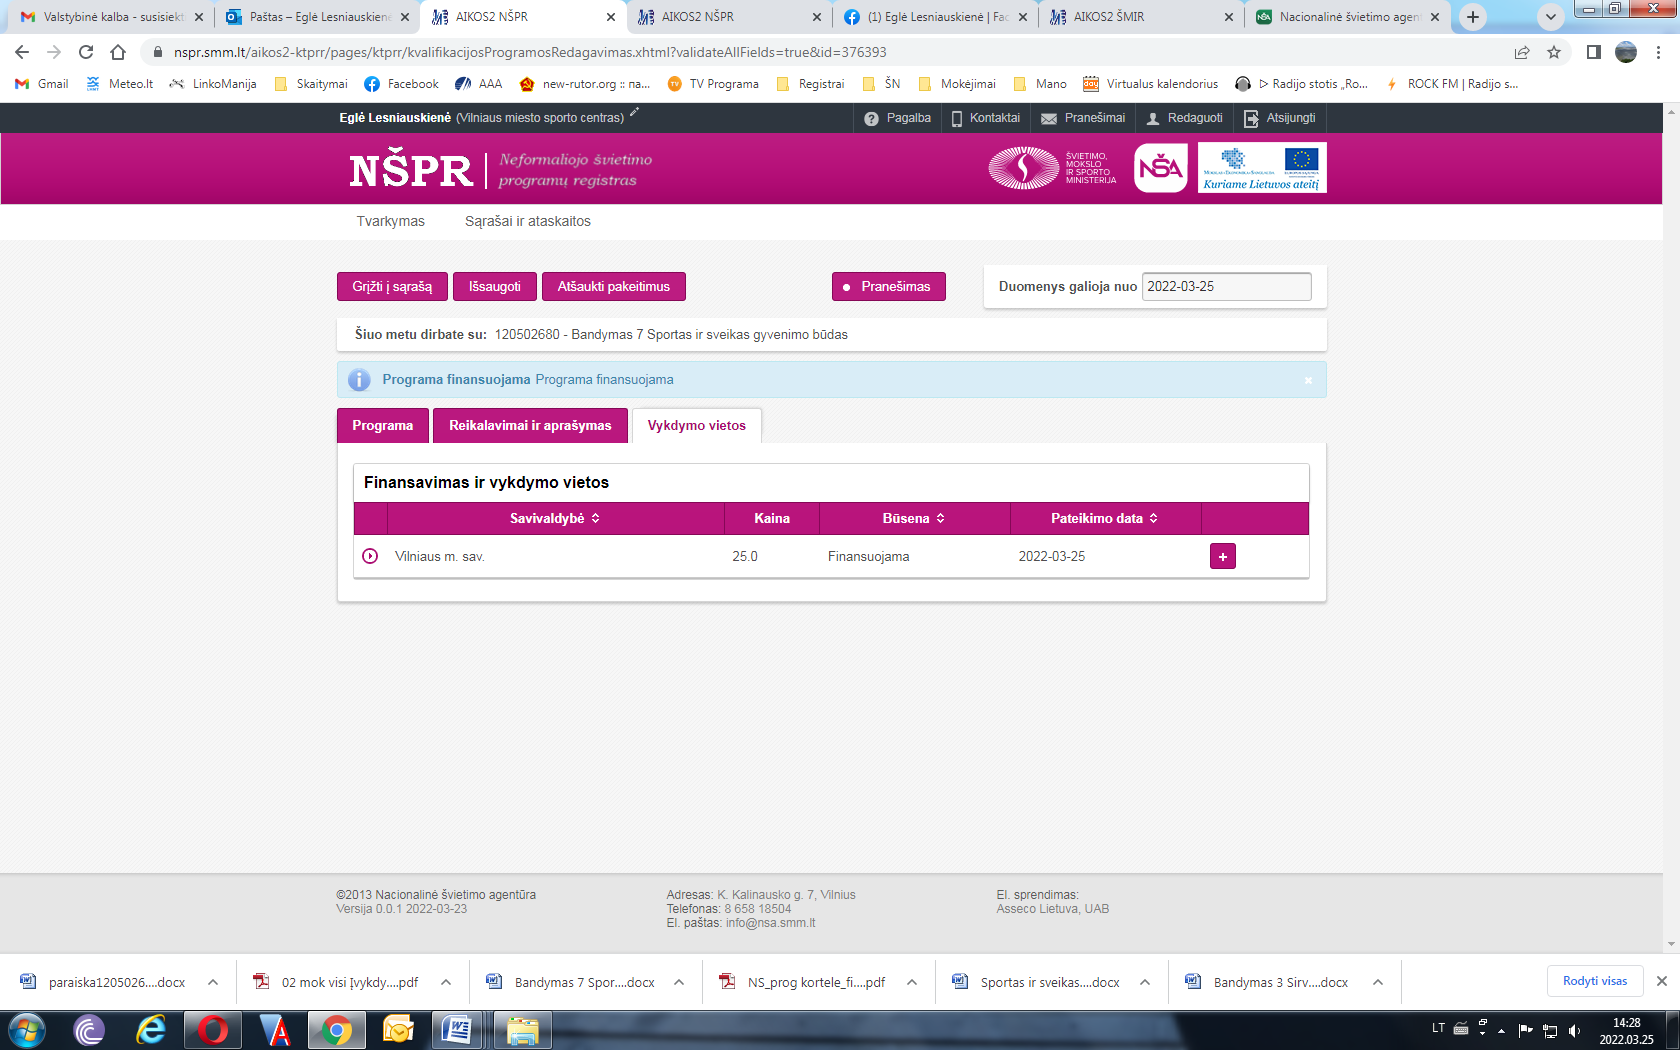 Valstybinė kalba - susisiekt
Paštas – Eglė Lesniauskienė
AIKOS2 NŠPR
AIKOS2 NŠPR
(1) Eglė Lesniauskienė | Fac
AIKOS2 ŠMIR
Nacionalinė švietimo agent
nspr.smm.lt/aikos2-ktprr/pages/ktprr/kvalifikacijosProgramosRedagavimas.xhtml?validateAllFields=true&id=376393
Gmail Meteo.lt LinkoManija Skaitymai Facebook AAA new-rutor.org :: па... TV Programa Registrai ŠN Mokėjimai Mano Virtualus kalendorius ▷ Radijo stotis „Ro... ROCK FM | Radijo s...
Eglė Lesniauskienė (Vilniaus miesto sporto centras)
Pagalba Kontaktai Pranešimai Redaguoti Atsijungti
NŠPR
Neformaliojo švietimo
programų registras
ŠVIETIMO,
MOKSLO
IR SPORTO
MINISTERIJA
NŠA
Kuriame Lietuvos ateitį
Tvarkymas Sąrašai ir ataskaitos
Grįžti į sąrašą Išsaugoti Atšaukti pakeitimus Pranešimas Duomenys galioja nuo 2022-03-25
Šiuo metu dirbate su: 120502680 - Bandymas 7 Sportas ir sveikas gyvenimo būdas
Programa finansuojama Programa finansuojama
Programa Reikalavimai ir aprašymas Vykdymo vietos
Finansavimas ir vykdymo vietos
Savivaldybė Kaina Būsena Pateikimo data
Vilniaus m. sav. 25.0 Finansuojama 2022-03-25 +
©2013 Nacionalinė švietimo agentūra
Versija 0.0.1 2022-03-23
Adresas: K. Kalinausko g. 7, Vilnius
Telefonas: 8 658 18504
El. paštas: info@nsa.smm.lt
El. sprendimas:
Asseco Lietuva, UAB
paraiska1205026....docx 02 mok visi Įvykdy....pdf Bandymas 7 Spor....docx NS_prog kortele_fi....pdf Sportas ir sveikas....docx Bandymas 3 Sirv....docx Rodyti visas
LT 14:28
2022.03.25